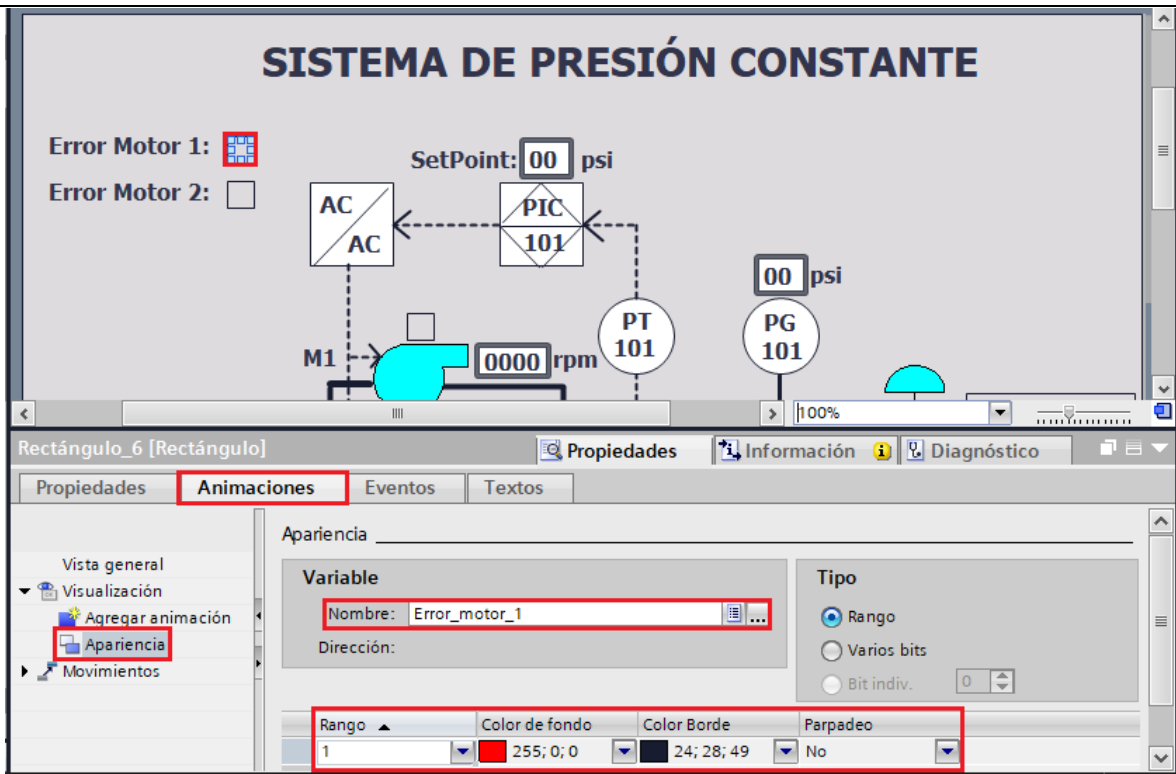 SISTEMA DE PRESIÓN CONSTANTE
Error Motor 1:
SetPoint: 00 psi
Error Motor 2:
AC
AC
PIC
101
00 psi
PT
101
PG
101
M1
0000 rpm
100%
Rectángulo_6 [Rectángulo]
Propiedades
Información
Diagnóstico
Propiedades
Animaciones
Eventos
Textos
Apariencia
Vista general
Visualización
Agregar animación
Apariencia
Movimientos
Variable
Nombre: Error_motor_1
Dirección:
Tipo
Rango
Varios bits
Bit indiv. 0
Rango Color de fondo Color Borde Parpadeo
1 255; 0; 0 24; 28; 49 No